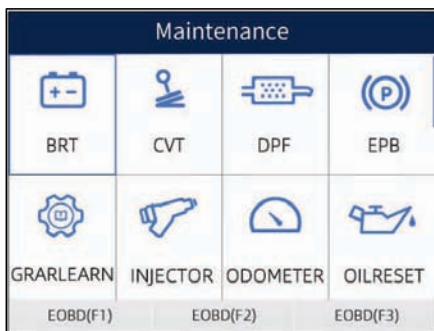 Maintenance
BRT CVT DPF EPB
GRARLEARN INJECTOR ODOMETER OILRESET
EOBD(F1) EOBD(F2) EOBD(F3)